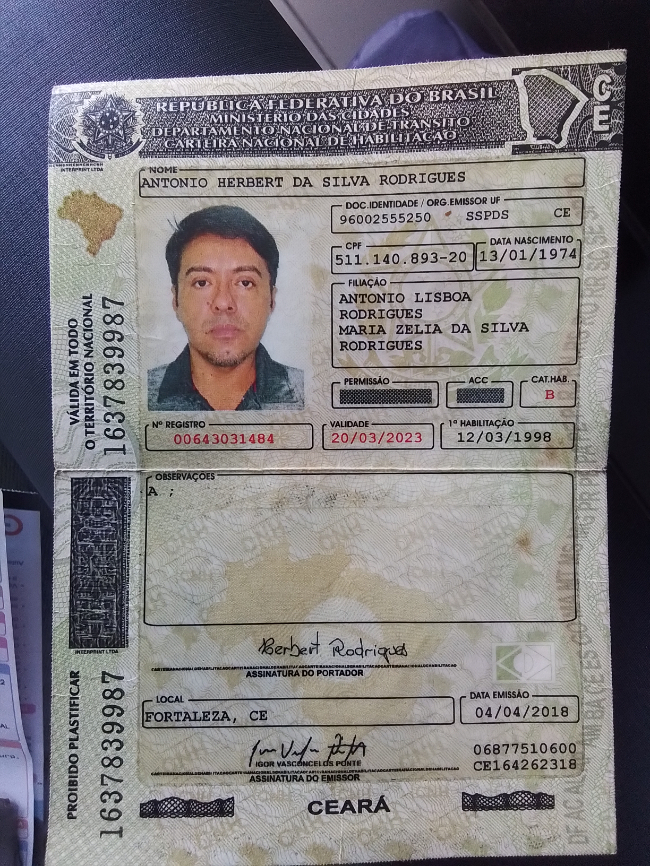 REPÚBLICA FEDERATIVA DO BRASIL
MINISTÉRIO DAS CIDADES
DEPARTAMENTO NACIONAL DE TRÂNSITO
CARTEIRA NACIONAL DE HABILITAÇÃO
CE
INTERPRINT LTDA
NOME
ANTONIO HERBERT DA SILVA RODRIGUES
DOC. IDENTIDADE / ORG. EMISSOR UF
96002555250 SSPDS CE
CPF
511.140.893-20
DATA NASCIMENTO
13/01/1974
FILIAÇÃO
ANTONIO LISBOA
RODRIGUES
MARIA ZELIA DA SILVA
RODRIGUES
PERMISSÃO
ACC
CAT.HAB.
B
Nº REGISTRO
00643031484
VALIDADE
20/03/2023
1ª HABILITAÇÃO
12/03/1998
VÁLIDA EM TODO
O TERRITÓRIO NACIONAL
1637839987
OBSERVAÇÕES
A ;
INTERPRINT LTDA
Herbert Rodrigues
ASSINATURA DO PORTADOR
LOCAL
FORTALEZA, CE
DATA EMISSÃO
04/04/2018
IGOR VASCONCELOS PONTE
ASSINATURA DO EMISSOR
06877510600
CE164262318
PROIBIDO PLASTIFICAR
1637839987
CEARÁ